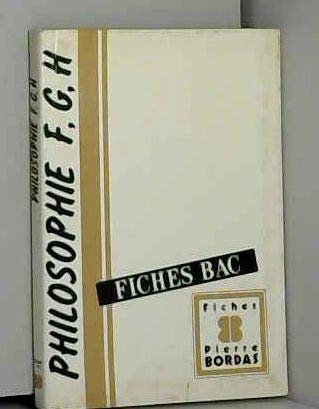 PHILOSOPHIE F, G, H
PHILOSOPHIE F, G, H
FICHES BAC
Fiches
Pierre
BORDAS